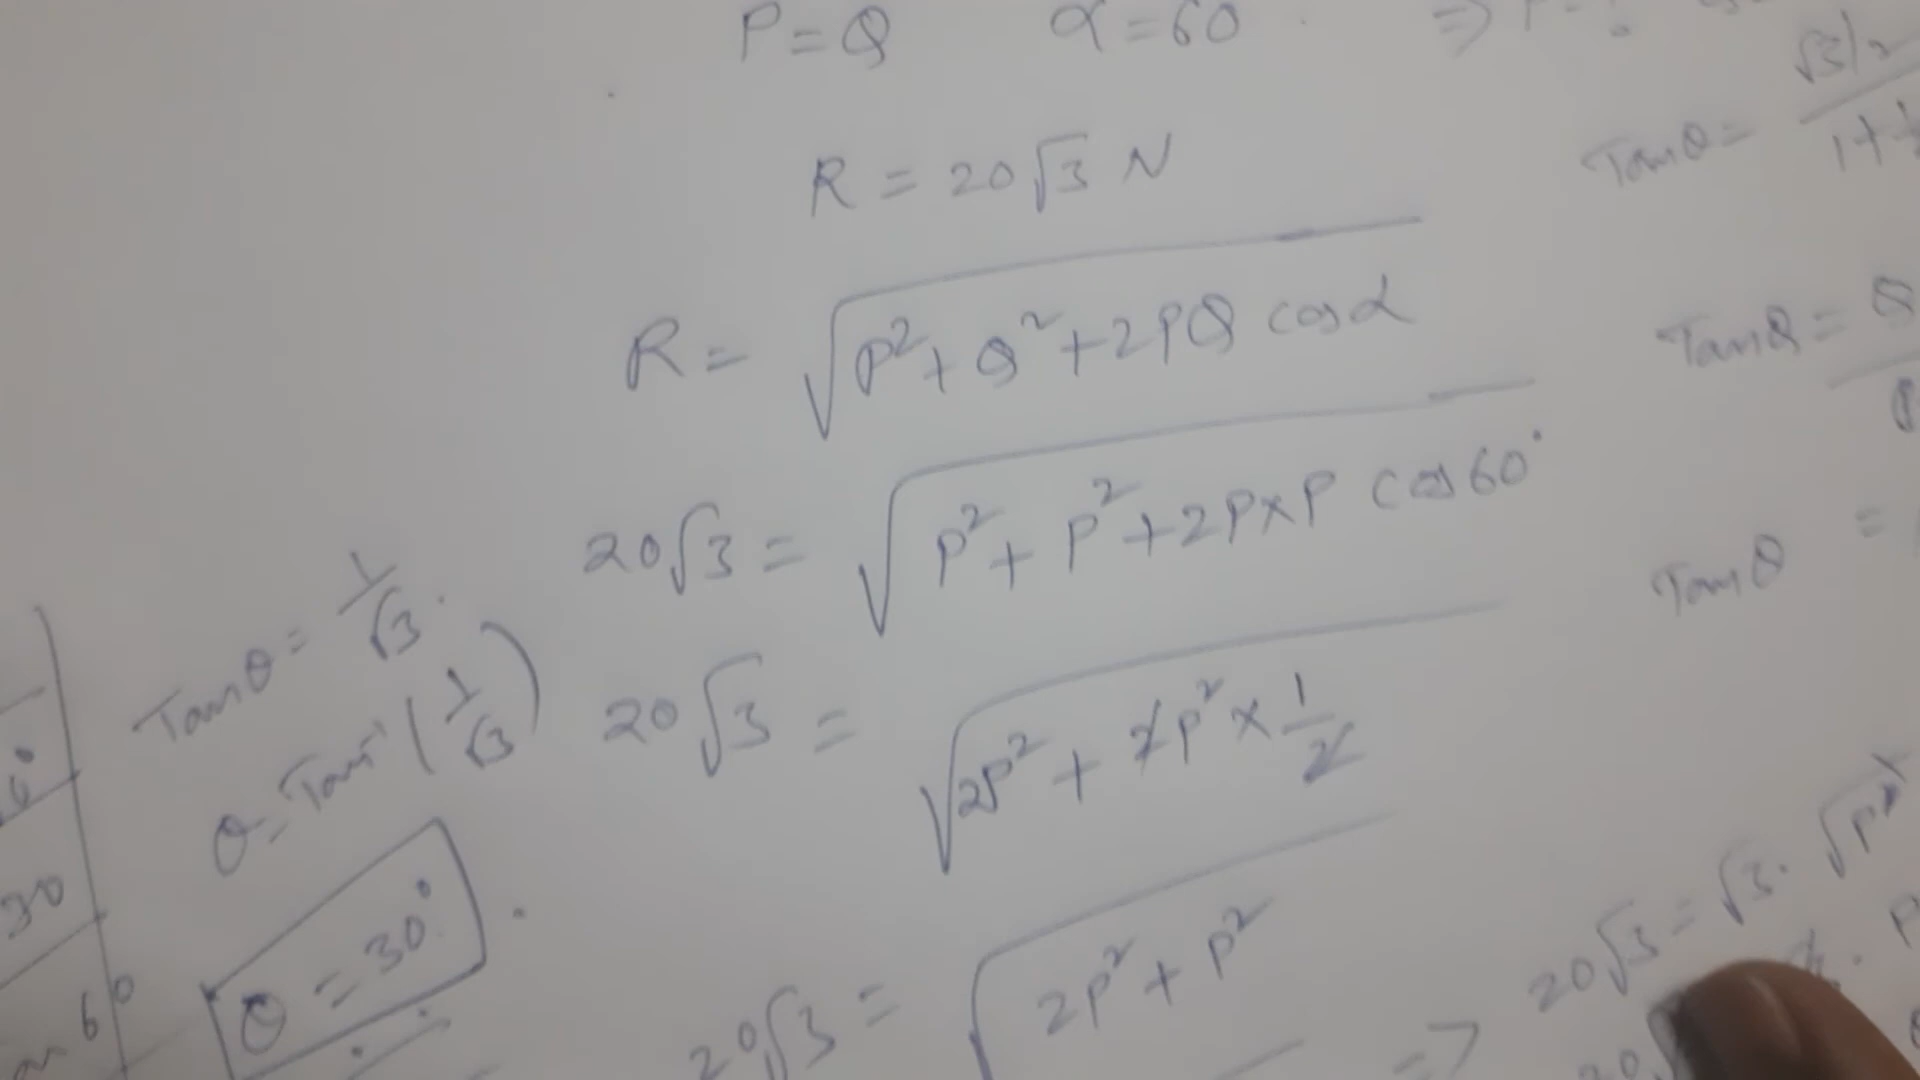 P = Q α = 60
R = 20√3 N
R = √(P² + Q² + 2PQ cosα)
20√3 = √(P² + P² + 2P×P cos60°)
20√3 = √(2P² + 2P² × 1/2)
20√3 = √(2P² + P²)
Tanθ = 1/√3.
θ = Tan⁻¹(1/√3)
θ = 30°.
30
60
Tanθ = √3/2
Tanθ = Q
Tanθ =
⇒ 20√3 = √3. √P²